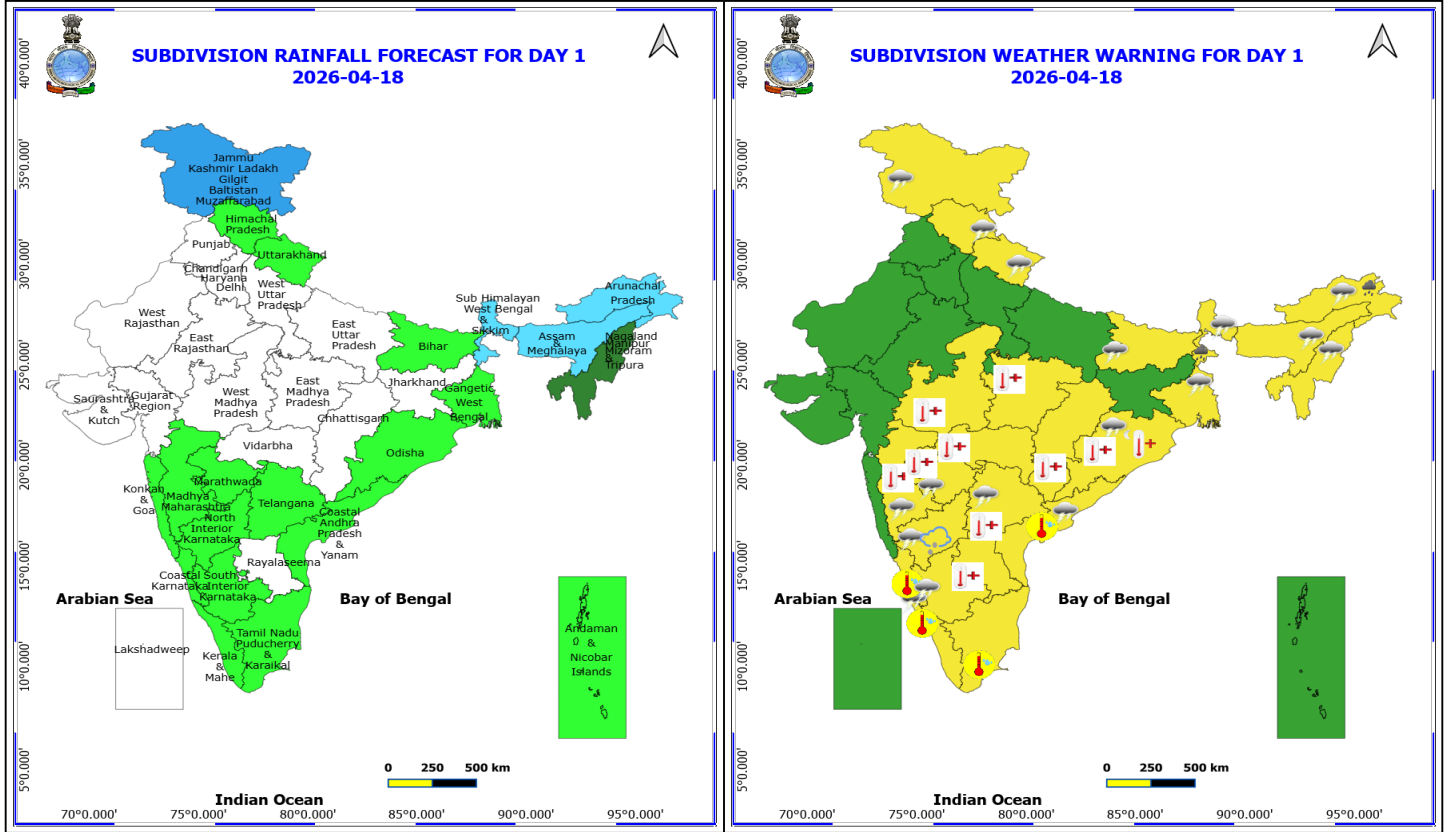 SUBDIVISION RAINFALL FORECAST FOR DAY 1
2026-04-18
40°0.000'
35°0.000'
30°0.000'
25°0.000'
20°0.000'
15°0.000'
10°0.000'
5°0.000'
Jammu
Kashmir Ladakh
Gilgit
Baltistan
Muzaffarabad
Himachal
Pradesh
Punjab
Uttarakhand
Chandigarh
Haryana
Delhi
West
Uttar
Pradesh
West
Rajasthan
East
Rajasthan
East
Uttar
Pradesh
Sub Himalayan
West Bengal
&
Sikkim
Arunachal
Pradesh
Assam
&
Meghalaya
Nagaland
Manipur
Mizoram
&
Tripura
Bihar
Jharkhand
Gangetic
West
Bengal
Saurashtra
&
Kutch
Gujarat
Region
West
Madhya
Pradesh
East
Madhya
Pradesh
Chhattisgarh
Vidarbha
Odisha
Konkan
&
Goa
Madhya
Maharashtra
Marathwada
Telangana
North
Interior
Karnataka
Coastal
Andhra
Pradesh
&
Yanam
Rayalaseema
Coastal
Karnataka
South
Interior
Karnataka
Arabian Sea
Bay of Bengal
Lakshadweep
Kerala
&
Mahe
Tamil Nadu
Puducherry
&
Karaikal
Andaman
&
Nicobar
Islands
0 250 500 km
Indian Ocean
70°0.000' 75°0.000' 80°0.000' 85°0.000' 90°0.000' 95°0.000'
SUBDIVISION WEATHER WARNING FOR DAY 1
2026-04-18
40°0.000'
35°0.000'
30°0.000'
25°0.000'
20°0.000'
15°0.000'
10°0.000'
5°0.000'
Arabian Sea
Bay of Bengal
0 250 500 km
Indian Ocean
70°0.000' 75°0.000' 80°0.000' 85°0.000' 90°0.000' 95°0.000'